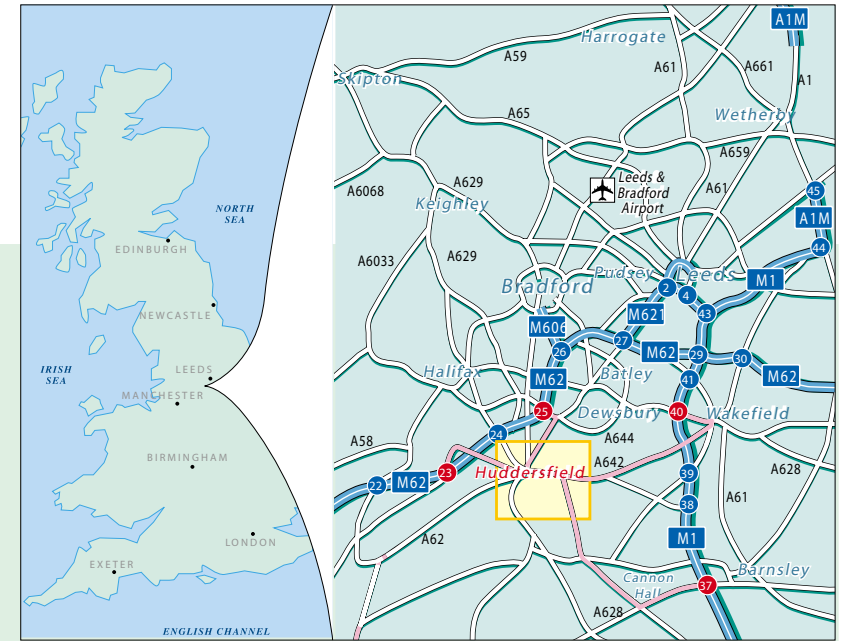 NORTH
SEA
EDINBURGH
NEWCASTLE
IRISH
SEA
LEEDS
MANCHESTER
BIRMINGHAM
LONDON
EXETER
ENGLISH CHANNEL
A1M
Harrogate
A59
A61
A661
Skipton
A1
A65
Wetherby
A659
Leeds &
Bradford
Airport
A6068
A629
A61
45
Keighley
A1M
A6033
A629
44
Pudsey
Leeds
M1
Bradford
2
4
M621
43
M606
27
M62
29
30
26
Halifax
M62
Batley
41
M62
25
Dewsbury
40
Wakefield
24
A58
A644
A642
Huddersfield
A628
23
39
22
M62
A61
38
A62
M1
Cannon
Hall
Barnsley
37
A628